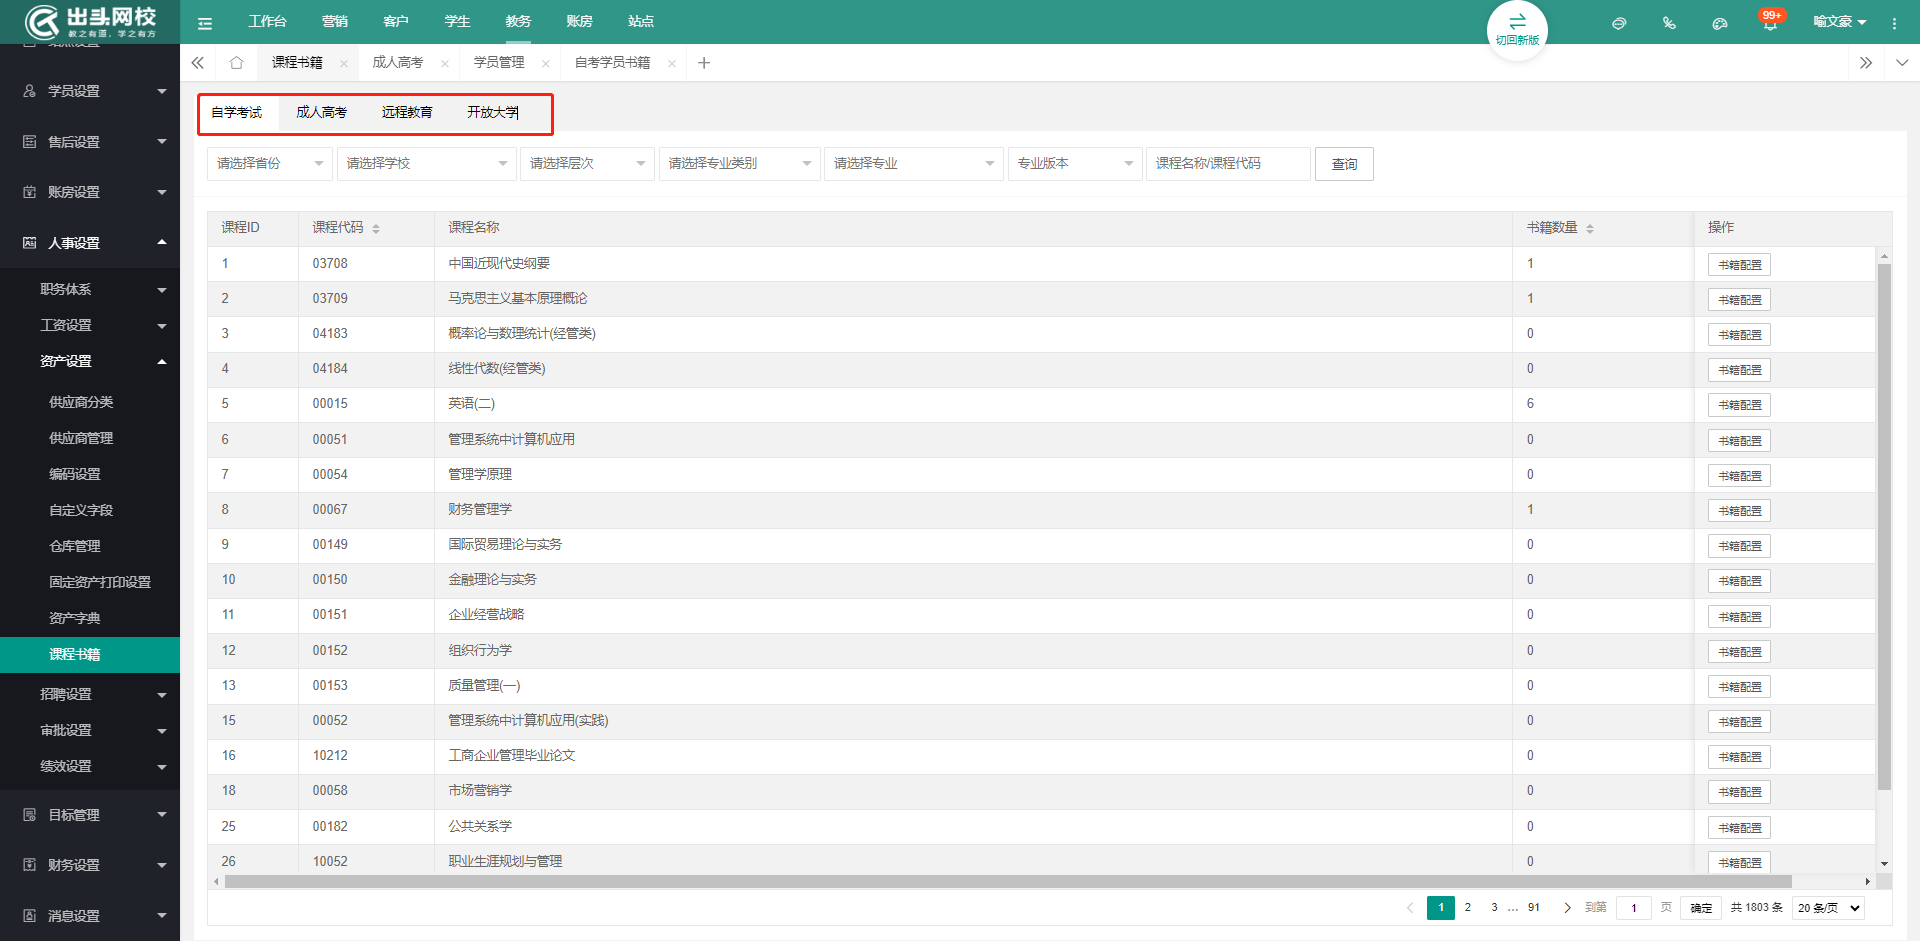 出头网校
教之有道，学之有方
工作台 营销 客户 学生 教务 账房 站点
切回新版
99+
喻文豪
课程书籍 成人高考 学员管理 自考学员书籍
站点设置
学员设置
售后设置
账房设置
人事设置
职务体系
工资设置
资产设置
供应商分类
供应商管理
编码设置
自定义字段
仓库管理
固定资产打印设置
资产字典
课程书籍
招聘设置
审批设置
绩效设置
目标管理
财务设置
消息设置
自学考试 成人高考 远程教育 开放大学
请选择省份 请选择学校 请选择层次 请选择专业类别 请选择专业 专业版本 课程名称/课程代码 查询
课程ID 课程代码 课程名称 书籍数量 操作
1 03708 中国近现代史纲要 1 书籍配置
2 03709 马克思主义基本原理概论 1 书籍配置
3 04183 概率论与数理统计(经管类) 0 书籍配置
4 04184 线性代数(经管类) 0 书籍配置
5 00015 英语(二) 6 书籍配置
6 00051 管理系统中计算机应用 0 书籍配置
7 00054 管理学原理 0 书籍配置
8 00067 财务管理学 1 书籍配置
9 00149 国际贸易理论与实务 0 书籍配置
10 00150 金融理论与实务 0 书籍配置
11 00151 企业经营战略 0 书籍配置
12 00152 组织行为学 0 书籍配置
13 00153 质量管理(一) 0 书籍配置
15 00052 管理系统中计算机应用(实践) 0 书籍配置
16 10212 工商企业管理毕业论文 0 书籍配置
18 00058 市场营销学 0 书籍配置
25 00182 公共关系学 0 书籍配置
26 10052 职业生涯规划与管理 0 书籍配置
1 2 3 … 91 到第 1 页 确定 共 1803 条 20 条/页